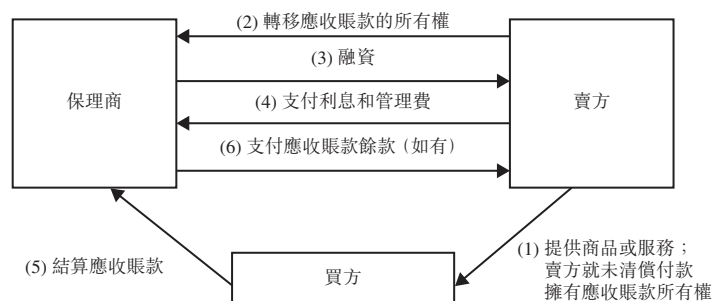 (2) 轉移應收賬款的所有權
(3) 融資
保理商
(4) 支付利息和管理費
賣方
(6) 支付應收賬款餘款（如有）
(5) 結算應收賬款
買方
(1) 提供商品或服務；
賣方就未清償付款
擁有應收賬款所有權